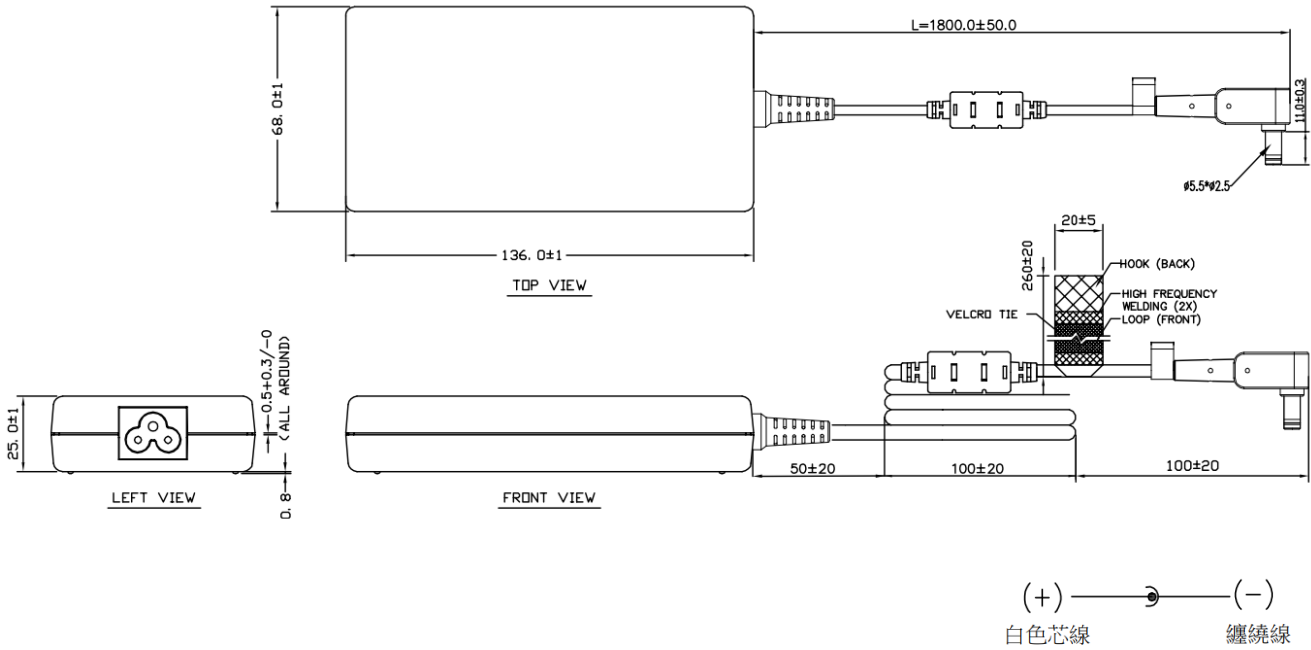 L=1800.0±50.0
68.0±1
11.0±0.3
ø5.5*ø2.5
136.0±1
TOP VIEW
20±5
260±20
HOOK (BACK)
HIGH FREQUENCY
WELDING (2X)
LOOP (FRONT)
VELCRO TIE
0.5+0.3/-0
(ALL AROUND)
25.0±1
0.8
LEFT VIEW
FRONT VIEW
50±20
100±20
100±20
(+) (-)
白色芯線 纏繞線